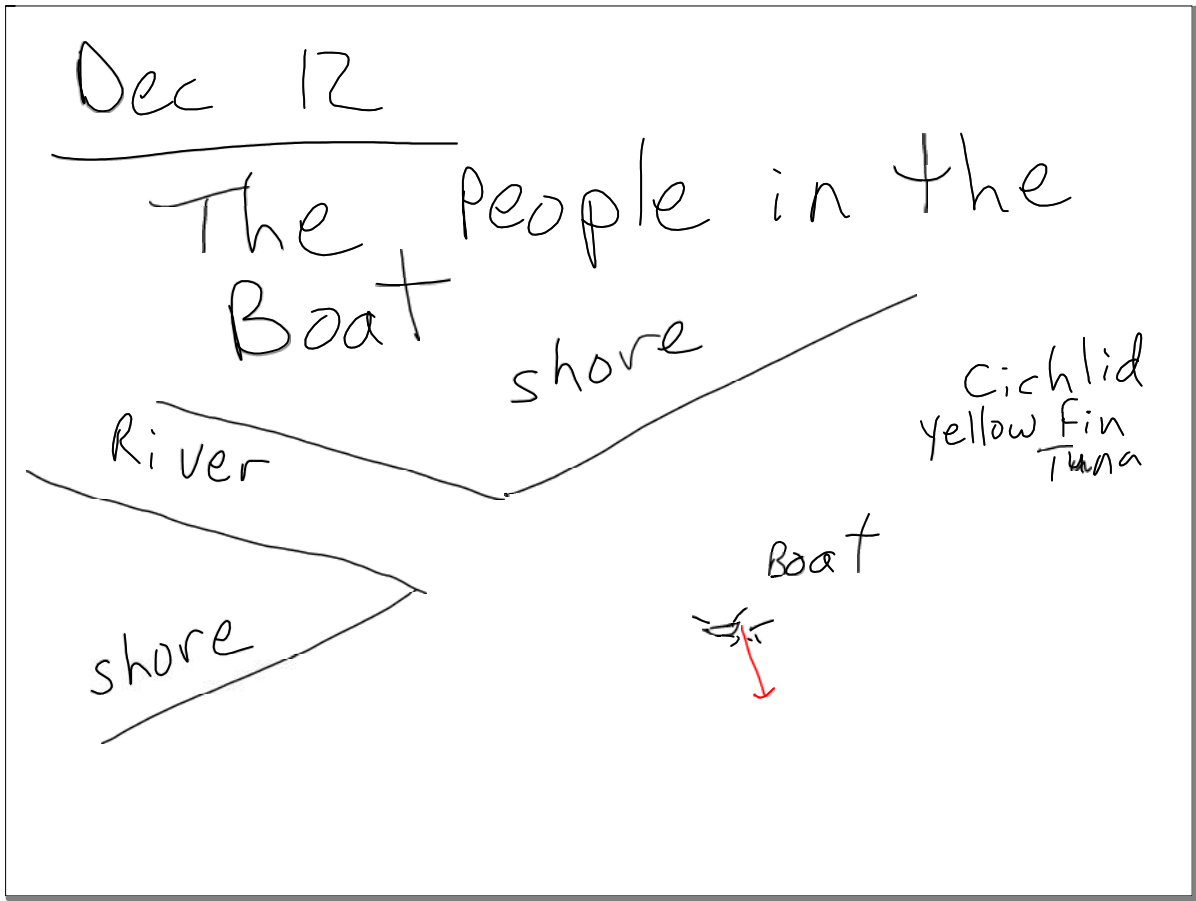 Dec 12
The People in the
Boat
shore
River
Cichlid
Yellow Fin
Tuna
Boat
shore